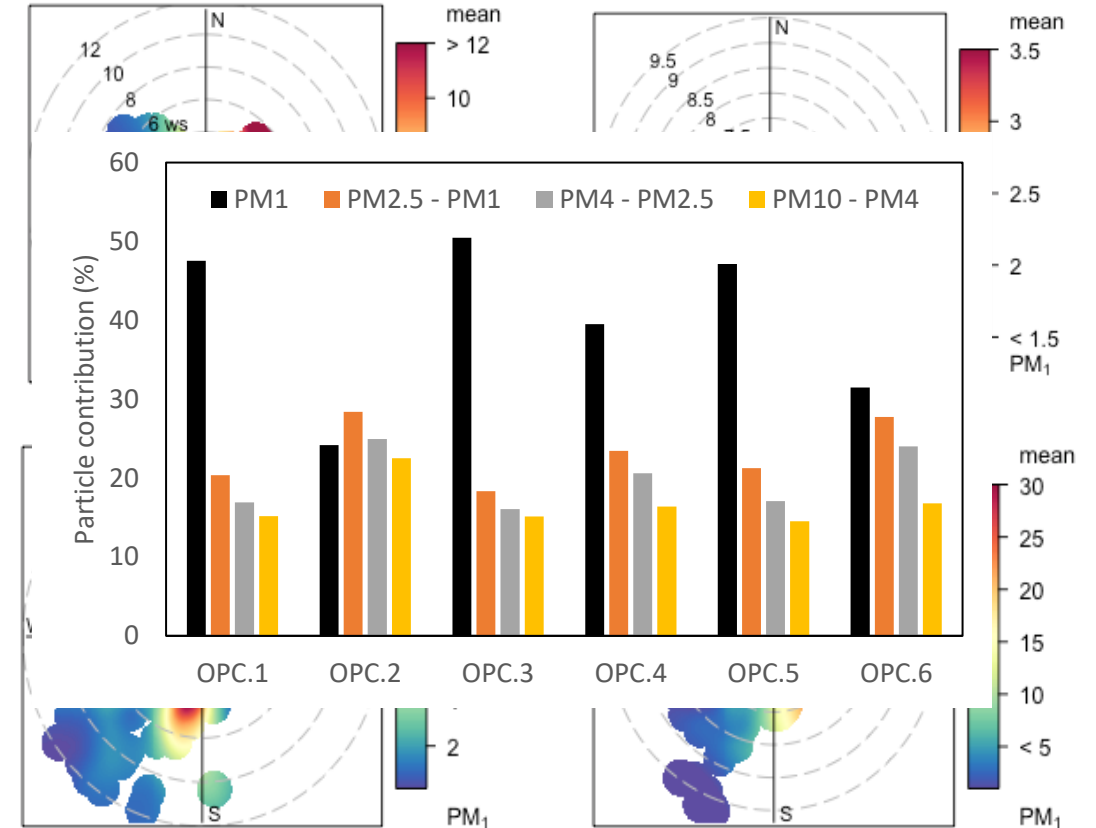 mean
N
> 12
12
10
10
8
6 ws
mean
N
3.5
9.5
9
8.5
8
3
2.5
2
< 1.5
PM₁
60
50
40
30
20
10
0
Particle contribution (%)
PM1 PM2.5 - PM1 PM4 - PM2.5 PM10 - PM4
OPC.1 OPC.2 OPC.3 OPC.4 OPC.5 OPC.6
2
S
PM₁
mean
30
25
20
15
10
< 5
S
PM₁